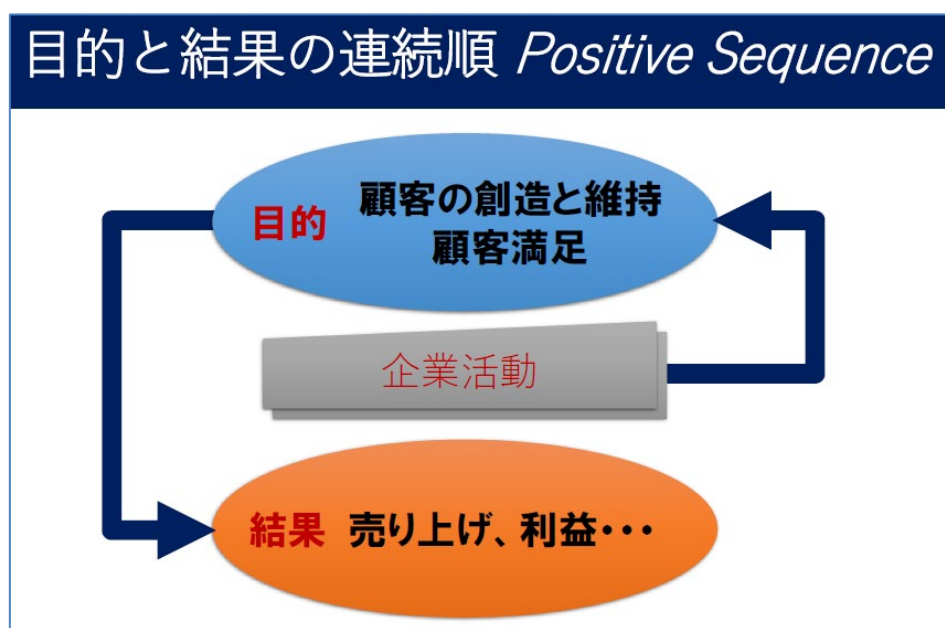 目的と結果の連続順 Positive Sequence
目的 顧客の創造と維持
顧客満足
企業活動
結果 売り上げ、利益・・・